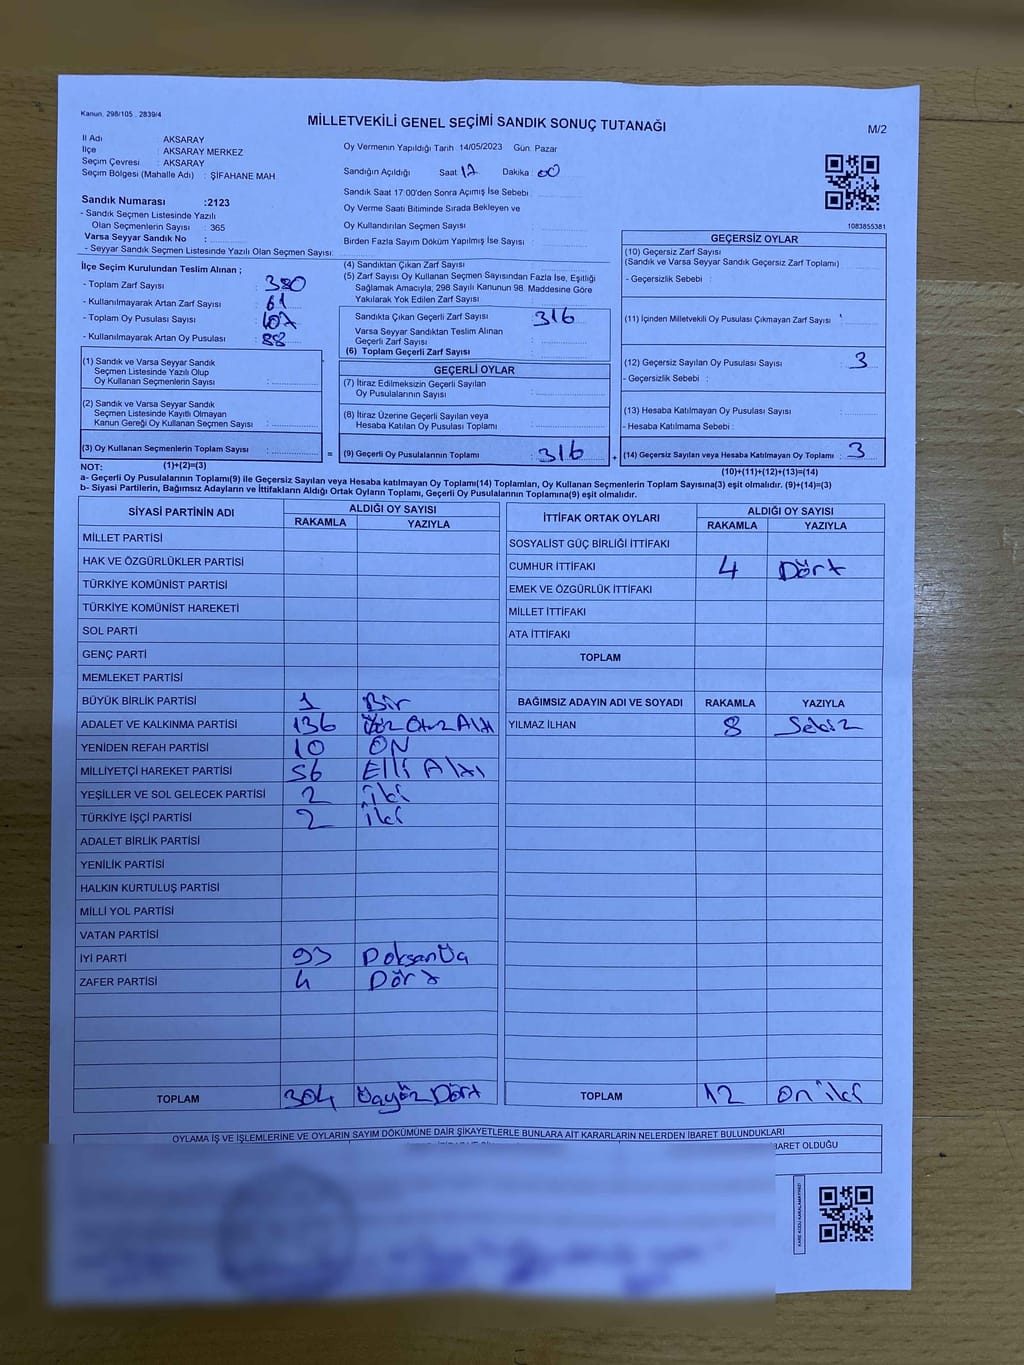 Kanun. 298/105 . 2839/4
MİLLETVEKİLİ GENEL SEÇİMİ SANDIK SONUÇ TUTANAĞI
M/2
İl Adı AKSARAY
İlçe : AKSARAY MERKEZ
Seçim Çevresi : AKSARAY
Seçim Bölgesi (Mahalle Adı) : ŞİFAHANE MAH.
Sandık Numarası :2123
- Sandık Seçmen Listesinde Yazılı
Olan Seçmenlerin Sayısı : 365
Varsa Seyyar Sandık No :
- Seyyar Sandık Seçmen Listesinde Yazılı Olan Seçmen Sayısı:
Oy Vermenin Yapıldığı Tarih :14/05/2023 Gün: Pazar
Sandığın Açıldığı Saat: 17 Dakika: 00
Sandık Saat 17:00'den Sonra Açımış İse Sebebi :
Oy Verme Saati Bitiminde Sırada Bekleyen ve
Oy Kullandırılan Seçmen Sayısı :
Birden Fazla Sayım Döküm Yapılmış İse Sayısı :
1083855381
İlçe Seçim Kurulundan Teslim Alınan ;
- Toplam Zarf Sayısı : 380
- Kullanılmayarak Artan Zarf Sayısı : 61
- Toplam Oy Pusulası Sayısı :
- Kullanılmayarak Artan Oy Pusulası : 88
(4) Sandıktan Çıkan Zarf Sayısı :
(5) Zarf Sayısı Oy Kullanan Seçmen Sayısından Fazla İse, Eşitliği
Sağlamak Amacıyla; 298 Sayılı Kanunun 98. Maddesine Göre
Yakılarak Yok Edilen Zarf Sayısı :
Sandıkta Çıkan Geçerli Zarf Sayısı : 316
Varsa Seyyar Sandıktan Teslim Alınan
Geçerli Zarf Sayısı :
(6) Toplam Geçerli Zarf Sayısı :
GEÇERSİZ OYLAR
(10) Geçersiz Zarf Sayısı
(Sandık ve Varsa Seyyar Sandık Geçersiz Zarf Toplamı) :
- Geçersizlik Sebebi :
(11) İçinden Milletvekili Oy Pusulası Çıkmayan Zarf Sayısı :
(12) Geçersiz Sayılan Oy Pusulası Sayısı : 3
- Geçersizlik Sebebi :
(13) Hesaba Katılmayan Oy Pusulası Sayısı :
- Hesaba Katılmama Sebebi :
(14) Geçersiz Sayılan veya Hesaba Katılmayan Oy Toplamı : 3
(10)+(11)+(12)+(13)=(14)
(1) Sandık ve Varsa Seyyar Sandık
Seçmen Listesinde Yazılı Olup
Oy Kullanan Seçmenlerin Sayısı :
(2) Sandık ve Varsa Seyyar Sandık
Seçmen Listesinde Kayıtlı Olmayan
Kanun Gereği Oy Kullanan Seçmen Sayısı :
(3) Oy Kullanan Seçmenlerin Toplam Sayısı :
(1)+(2)=(3)
=
GEÇERLİ OYLAR
(7) İtiraz Edilmeksizin Geçerli Sayılan
Oy Pusulalarının Sayısı :
(8) İtiraz Üzerine Geçerli Sayılan veya
Hesaba Katılan Oy Pusulası Toplamı :
(9) Geçerli Oy Pusulalarının Toplamı : 316
+
NOT:
a- Geçerli Oy Pusulaları Toplamı(9) ile Geçersiz Sayılan veya Hesaba Katılmayan Oy Toplamı(14) Toplamları, Oy Kullanan Seçmenlerin Toplam Sayısına(3) eşit olmalıdır. (9)+(14)=(3)
b- Siyasi Partilerin, Bağımsız Adayların ve İttifakların Aldığı Ortak Oyların Toplamı, Geçerli Oy Pusulalarının Toplamına(9) eşit olmalıdır.
SİYASİ PARTİNİN ADI ALDIĞI OY SAYISI
RAKAMLA YAZIYLA
MİLLET PARTİSİ
HAK VE ÖZGÜRLÜKLER PARTİSİ
TÜRKİYE KOMÜNİST PARTİSİ
TÜRKİYE KOMÜNİST HAREKETİ
SOL PARTİ
GENÇ PARTİ
MEMLEKET PARTİSİ
BÜYÜK BİRLİK PARTİSİ 1 Bir
ADALET VE KALKINMA PARTİSİ 136 Yüz Otuz Altı
YENİDEN REFAH PARTİSİ 10 ON
MİLLİYETÇİ HAREKET PARTİSİ 56 Elli Altı
YEŞİLLER VE SOL GELECEK PARTİSİ 2 iki
TÜRKİYE İŞÇİ PARTİSİ 2 iki
ADALET BİRLİK PARTİSİ
YENİLİK PARTİSİ
HALKIN KURTULUŞ PARTİSİ
MİLLİ YOL PARTİSİ
VATAN PARTİSİ
İYİ PARTİ 93 Doksan Üç
ZAFER PARTİSİ 4 Dört
TOPLAM 304 Üçyüz Dört
İTTİFAK ORTAK OYLARI ALDIĞI OY SAYISI
RAKAMLA YAZIYLA
SOSYALİST GÜÇ BİRLİĞİ İTTİFAKI
CUMHUR İTTİFAKI 4 Dört
EMEK VE ÖZGÜRLÜK İTTİFAKI
MİLLET İTTİFAKI
ATA İTTİFAKI
TOPLAM
BAĞIMSIZ ADAYIN ADI VE SOYADI RAKAMLA YAZIYLA
YILMAZ İLHAN 8 Sekiz
TOPLAM 12 on iki
OYLAMA İŞ VE İŞLEMLERİNE VE OYLARIN SAYIM DÖKÜMÜNE DAİR ŞİKAYETLERLE BUNLARA AİT KARARLARIN NELERDEN İBARET BULUNDUKLARI
İBARET OLDUĞU
KARE KODU KARALAMAYINIZ!